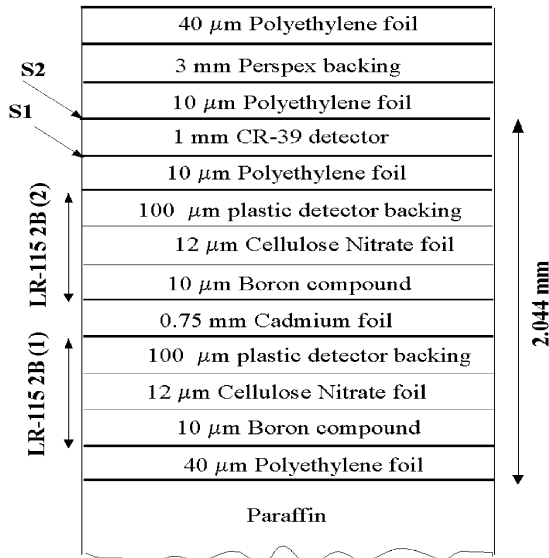 40 μm Polyethylene foil
3 mm Perspex backing
S2
10 μm Polyethylene foil
S1
1 mm CR-39 detector
10 μm Polyethylene foil
LR-115 2B (2)
100 μm plastic detector backing
12 μm Cellulose Nitrate foil
10 μm Boron compound
0.75 mm Cadmium foil
2.044 mm
LR-115 2B (1)
100 μm plastic detector backing
12 μm Cellulose Nitrate foil
10 μm Boron compound
40 μm Polyethylene foil
Paraffin